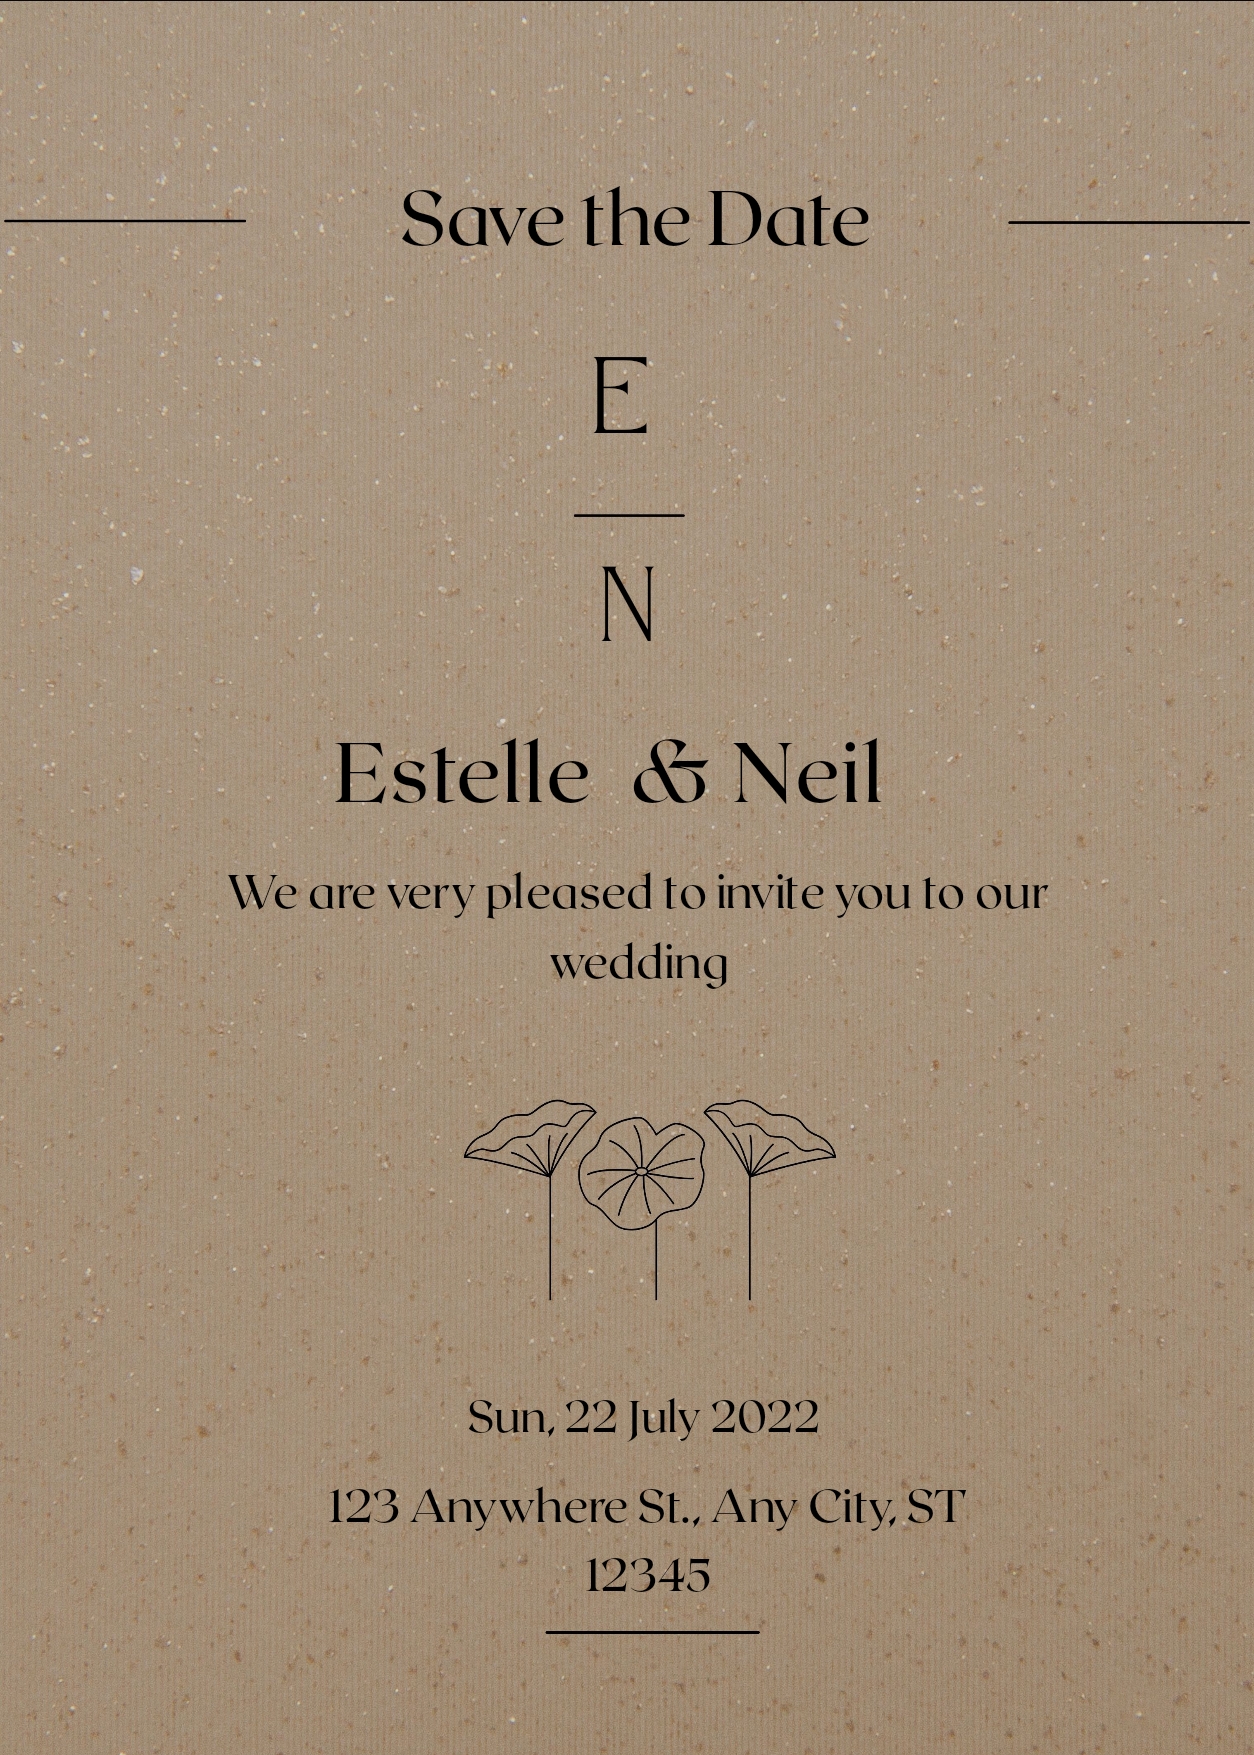 Save the Date
E
N
Estelle & Neil
We are very pleased to invite you to our
wedding
Sun, 22 July 2022
123 Anywhere St., Any City, ST
12345